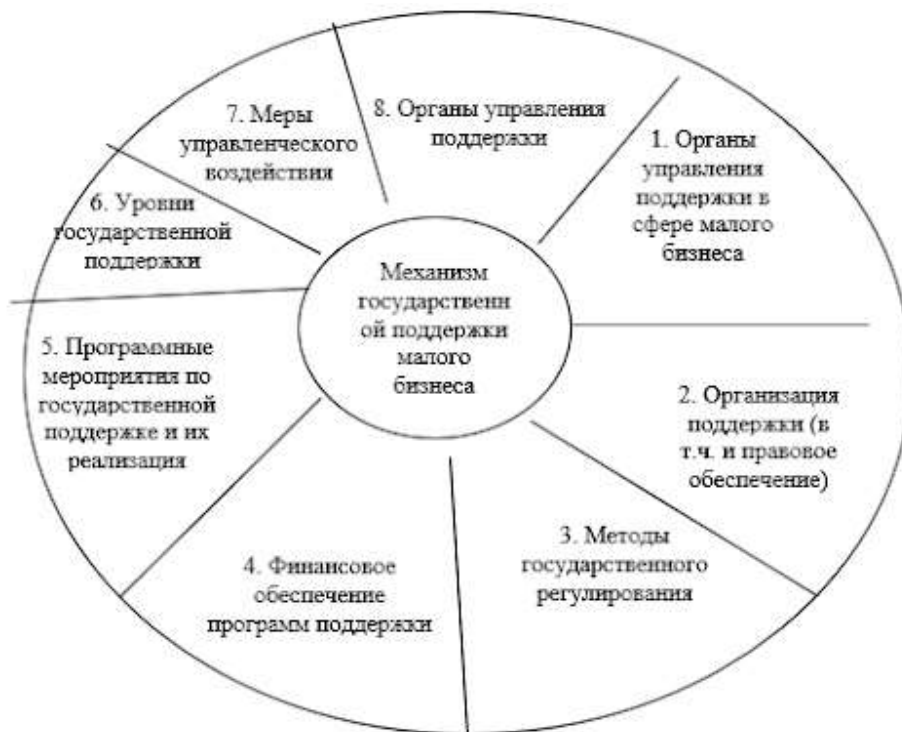 Механизм
государственн
ой поддержки
малого
бизнеса
1. Органы
управления
поддержки в
сфере малого
бизнеса
2. Организация
поддержки (в
т.ч. и правовое
обеспечение)
3. Методы
государственного
регулирования
4. Финансовое
обеспечение
программ поддержки
5. Программные
мероприятия по
государственной
поддержке и их
реализация
6. Уровни
государственной
поддержки
7. Меры
управленческого
воздействия
8. Органы управления
поддержки